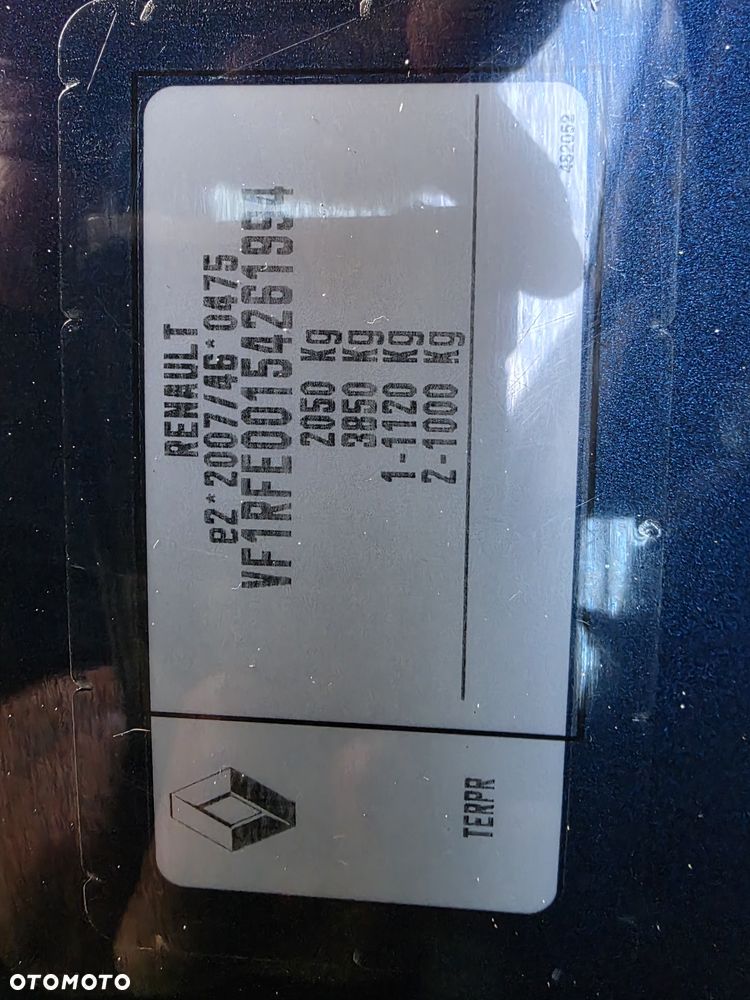 RENAULT
e2*2007/46*0475
VF1RFE00154261994
2050 kg
3850 kg
1-1120 kg
2-1000 kg
482052
TERPR
OTOMOTO